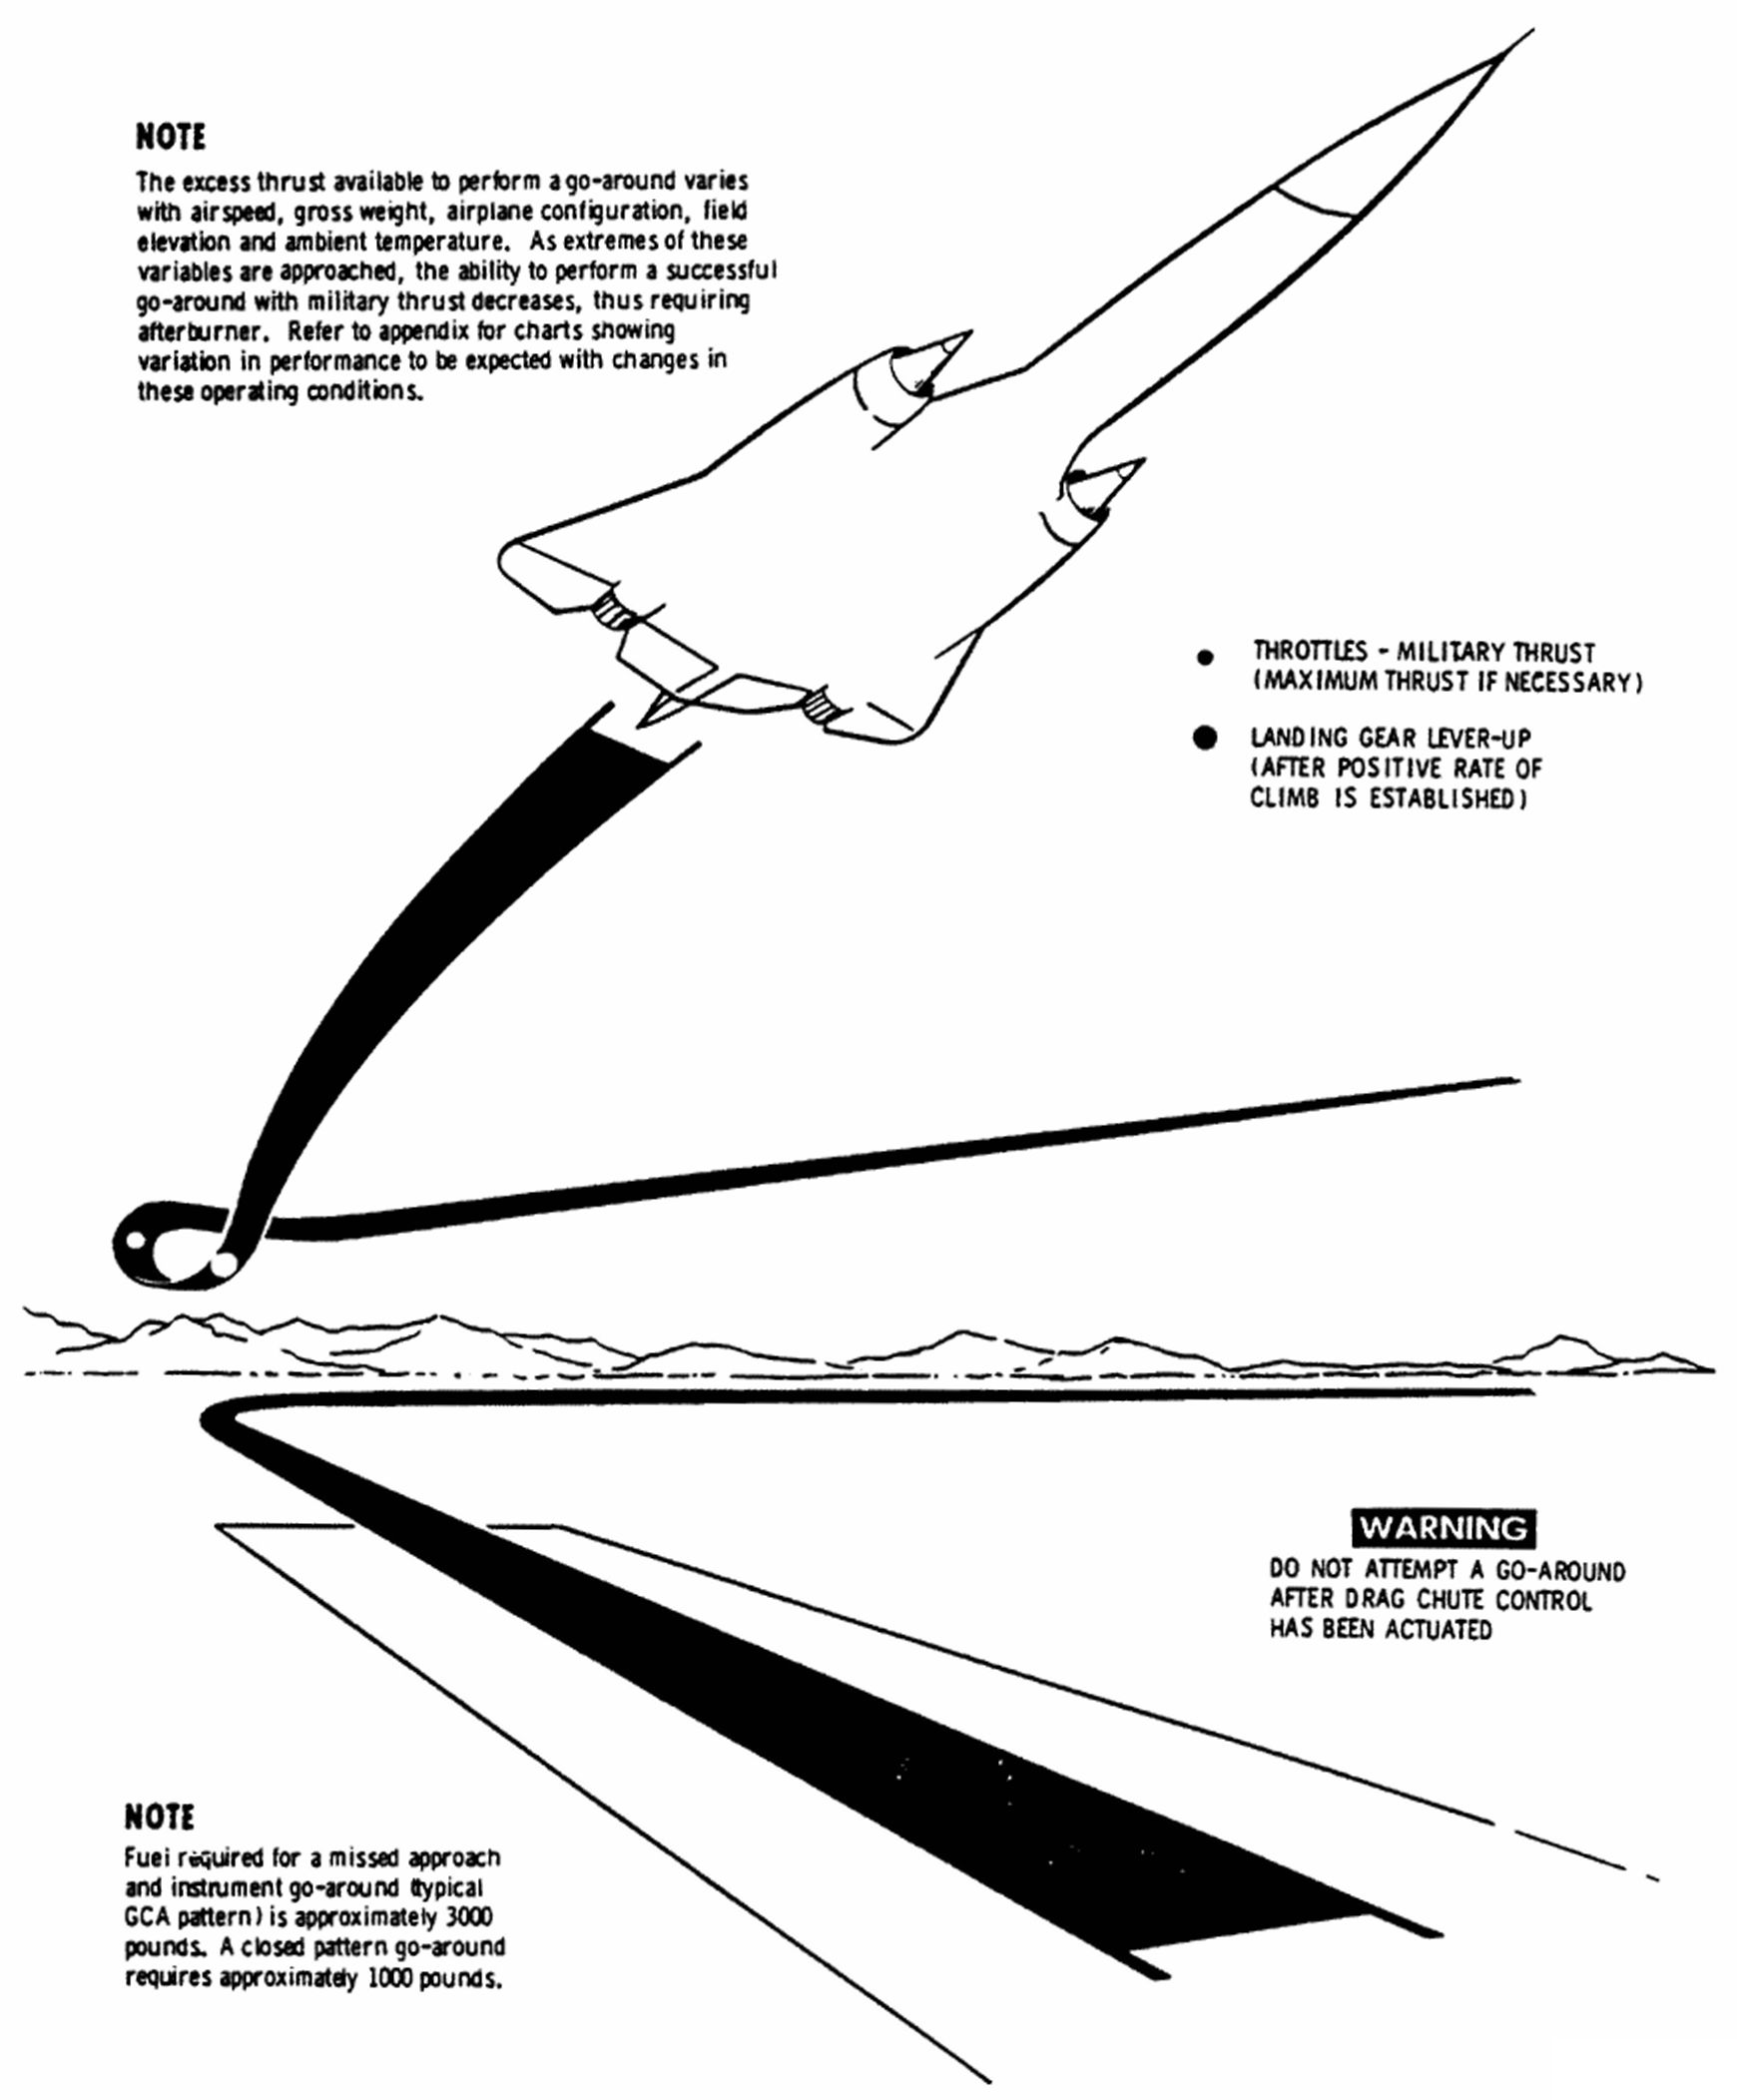 NOTE
The excess thrust available to perform a go-around varies
with airspeed, gross weight, airplane configuration, field
elevation and ambient temperature. As extremes of these
variables are approached, the ability to perform a successful
go-around with military thrust decreases, thus requiring
afterburner. Refer to appendix for charts showing
variation in performance to be expected with changes in
these operating conditions.
• THROTTLES - MILITARY THRUST
(MAXIMUM THRUST IF NECESSARY)
● LANDING GEAR LEVER-UP
(AFTER POSITIVE RATE OF
CLIMB IS ESTABLISHED)
WARNING
DO NOT ATTEMPT A GO-AROUND
AFTER DRAG CHUTE CONTROL
HAS BEEN ACTUATED
NOTE
Fuel required for a missed approach
and instrument go-around (typical
GCA pattern) is approximately 3000
pounds. A closed pattern go-around
requires approximately 1000 pounds.